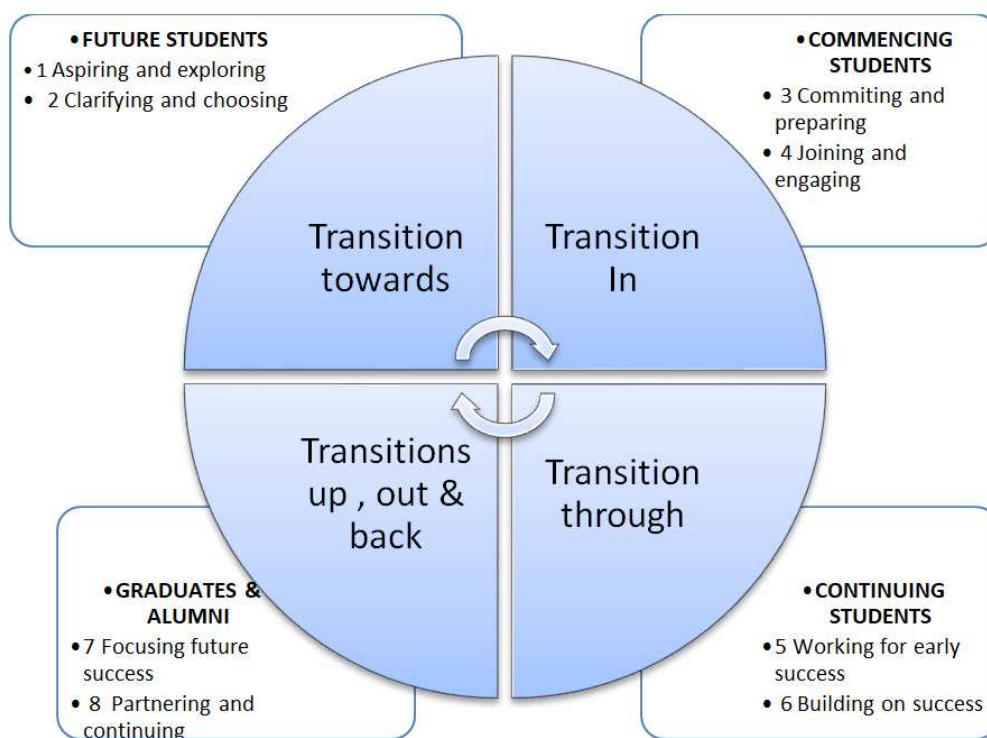 •FUTURE STUDENTS
•1 Aspiring and exploring
• 2 Clarifying and choosing
•COMMENCING
STUDENTS
• 3 Commiting and
preparing
• 4 Joining and
engaging
Transition
towards
Transition
In
Transitions
up , out &
back
Transition
through
•GRADUATES &
ALUMNI
•7 Focusing future
success
• 8 Partnering and
continuing
•CONTINUING
STUDENTS
•5 Working for early
success
• 6 Building on success